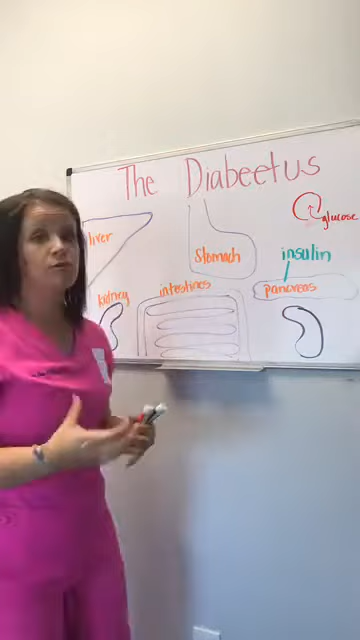 The Diabeetus
glucose
liver
Stomach
insulin
kidney
intestines
pancreas